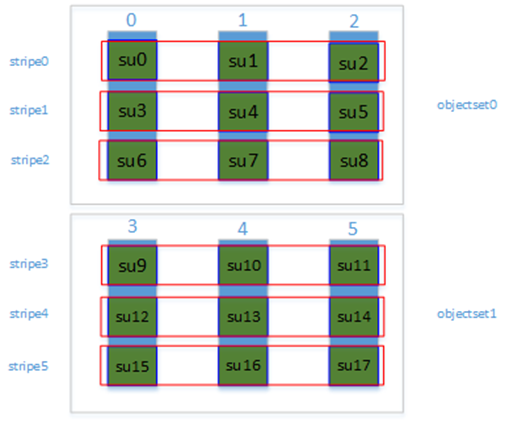 0 1 2
stripe0 su0 su1 su2
stripe1 su3 su4 su5 objectset0
stripe2 su6 su7 su8
3 4 5
stripe3 su9 su10 su11
stripe4 su12 su13 su14 objectset1
stripe5 su15 su16 su17